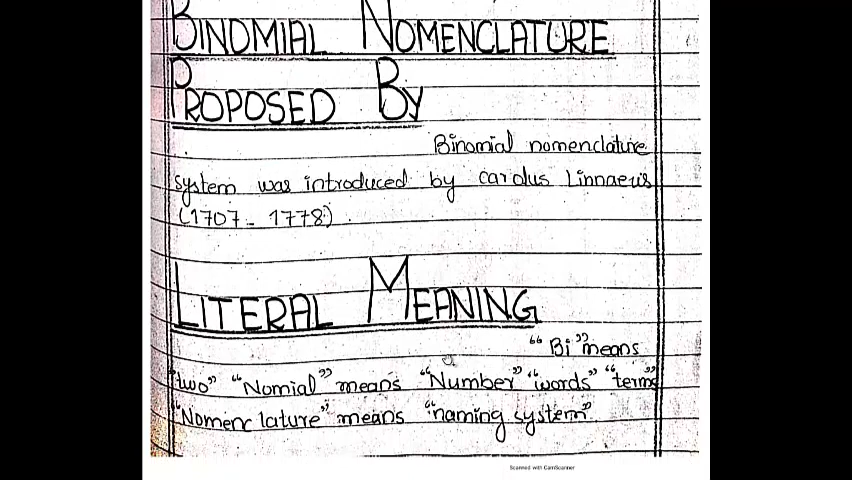 BINOMIAL NOMENCLATURE
PROPOSED BY
Binomial nomenclature
system was introduced by carolus Linnaeus
(1707 - 1778).
LITERAL MEANING
"Bi" means
"two" "Nomial" means "Number" "words" "term"
"Nomenclature" means "naming system".
Scanned with CamScanner